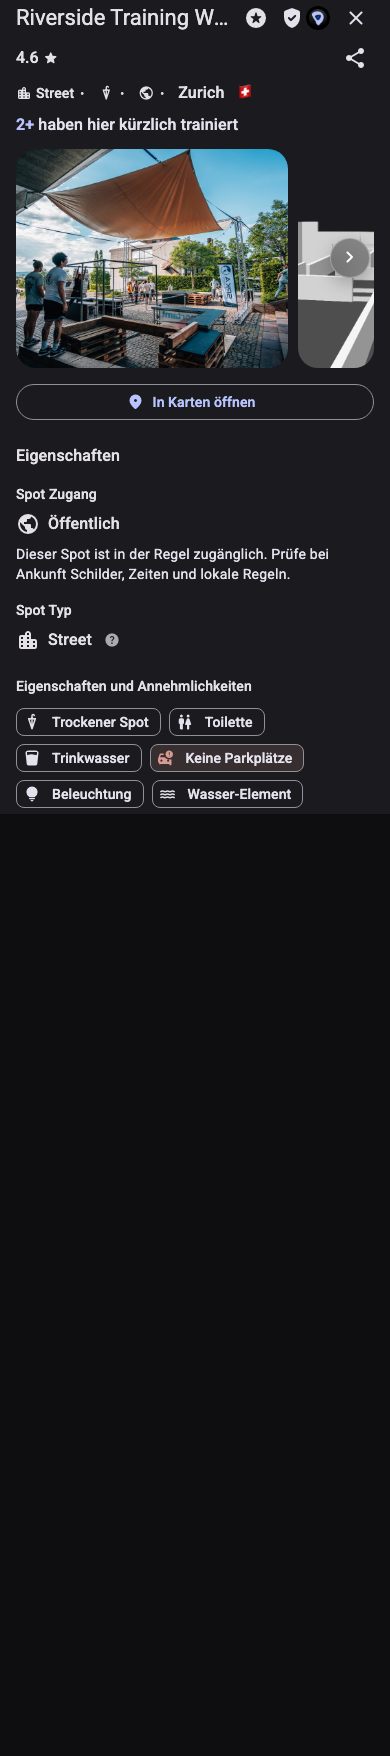 Riverside Training W...
4.6
Street · · · Zurich
2+ haben hier kürzlich trainiert
In Karten öffnen
Eigenschaften
Spot Zugang
Öffentlich
Dieser Spot ist in der Regel zugänglich. Prüfe bei
Ankunft Schilder, Zeiten und lokale Regeln.
Spot Typ
Street
Eigenschaften und Annehmlichkeiten
Trockener Spot
Toilette
Trinkwasser
Keine Parkplätze
Beleuchtung
Wasser-Element